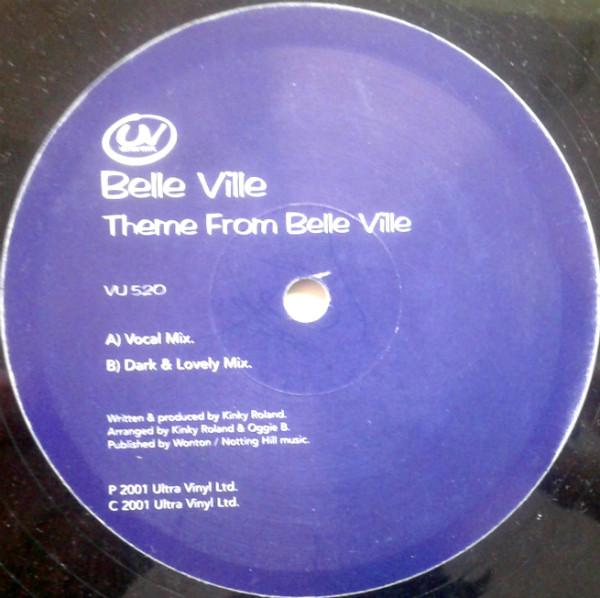 UV
Belle Ville
Theme From Belle Ville
VU 520
A) Vocal Mix.
B) Dark & Lovely Mix.
Written & produced by Kinky Roland.
Arranged by Kinky Roland & Oggie B.
Published by Wonton / Notting Hill music.
P 2001 Ultra Vinyl Ltd.
C 2001 Ultra Vinyl Ltd.